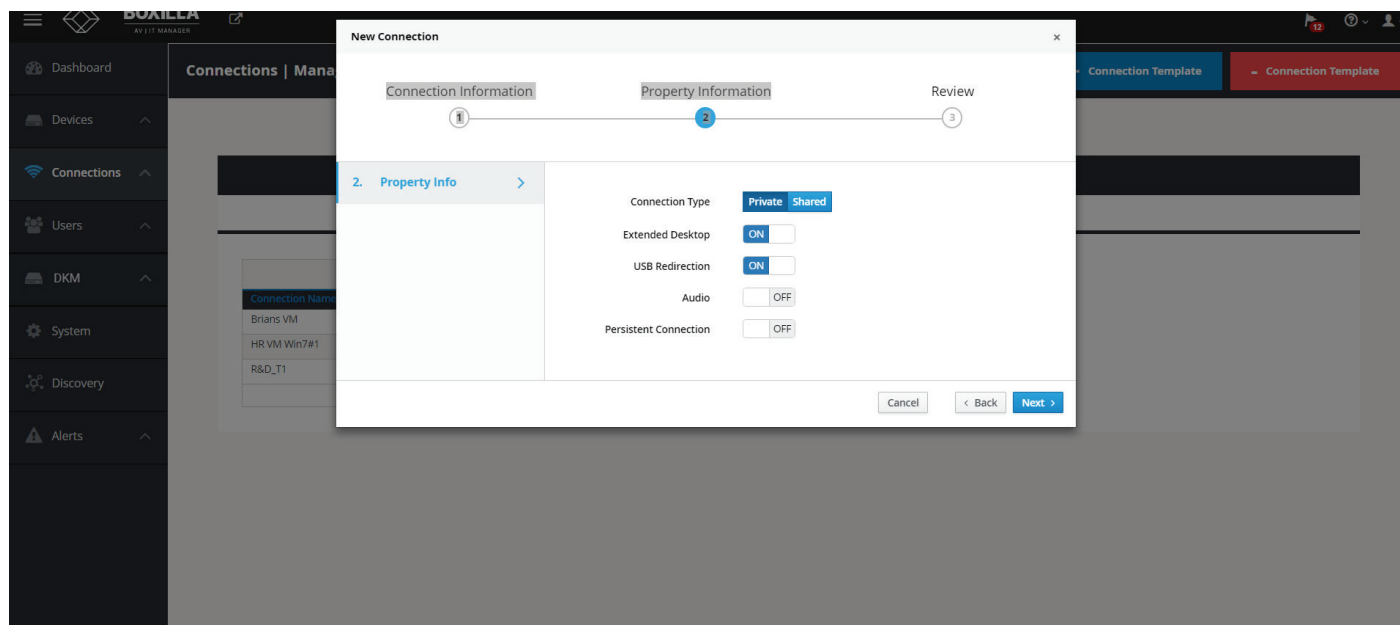 BOXILLA
AV | IT MANAGER
12
Dashboard
Devices
Connections
Users
DKM
System
Discovery
Alerts
Connections | Mana
Connection Template
- Connection Template
Connection Name
Brians VM
HR VM Win7#1
R&D_T1
New Connection
×
Connection Information
Property Information
Review
1
2
3
2. Property Info
Connection Type
Private Shared
Extended Desktop
ON
USB Redirection
ON
Audio
OFF
Persistent Connection
OFF
Cancel
< Back
Next >